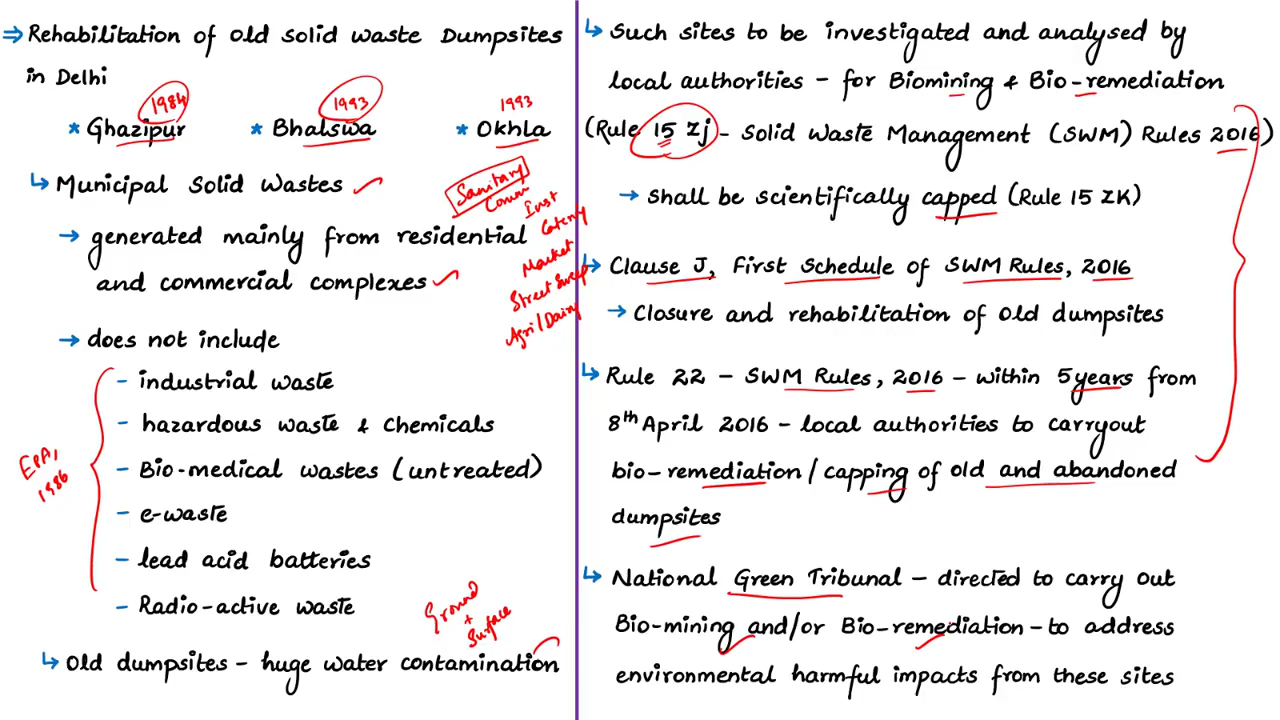 ⇒ Rehabilitation of old solid waste Dumpsites
in Delhi
1984 1993 1993
* Ghazipur * Bhalswa * Okhla
↳ Municipal Solid Wastes
Sanitary
Comm
Inst
→ generated mainly from residential
Catering
Market
and commercial complexes
Street Sweep
Agri/Dairy
→ does not include
- industrial waste
- hazardous waste & Chemicals
- Bio-medical wastes (untreated)
EPA,
1986
- e-waste
- lead acid batteries
- Radio-active waste
Ground
+
Surface
↳ Old dumpsites - huge water contamination
↳ Such sites to be investigated and analysed by
local authorities - for Biomining & Bio-remediation
(Rule 15 Zj - Solid Waste Management (SWM) Rules 2016)
→ shall be scientifically capped (Rule 15 ZK)
↳ Clause J, First Schedule of SWM Rules, 2016
→ Closure and rehabilitation of old dumpsites
↳ Rule 22 - SWM Rules, 2016 - within 5 years from
8th April 2016 - local authorities to carryout
bio-remediation/capping of old and abandoned
dumpsites
↳ National Green Tribunal - directed to carry out
Bio-mining and/or Bio-remediation - to address
environmental harmful impacts from these sites